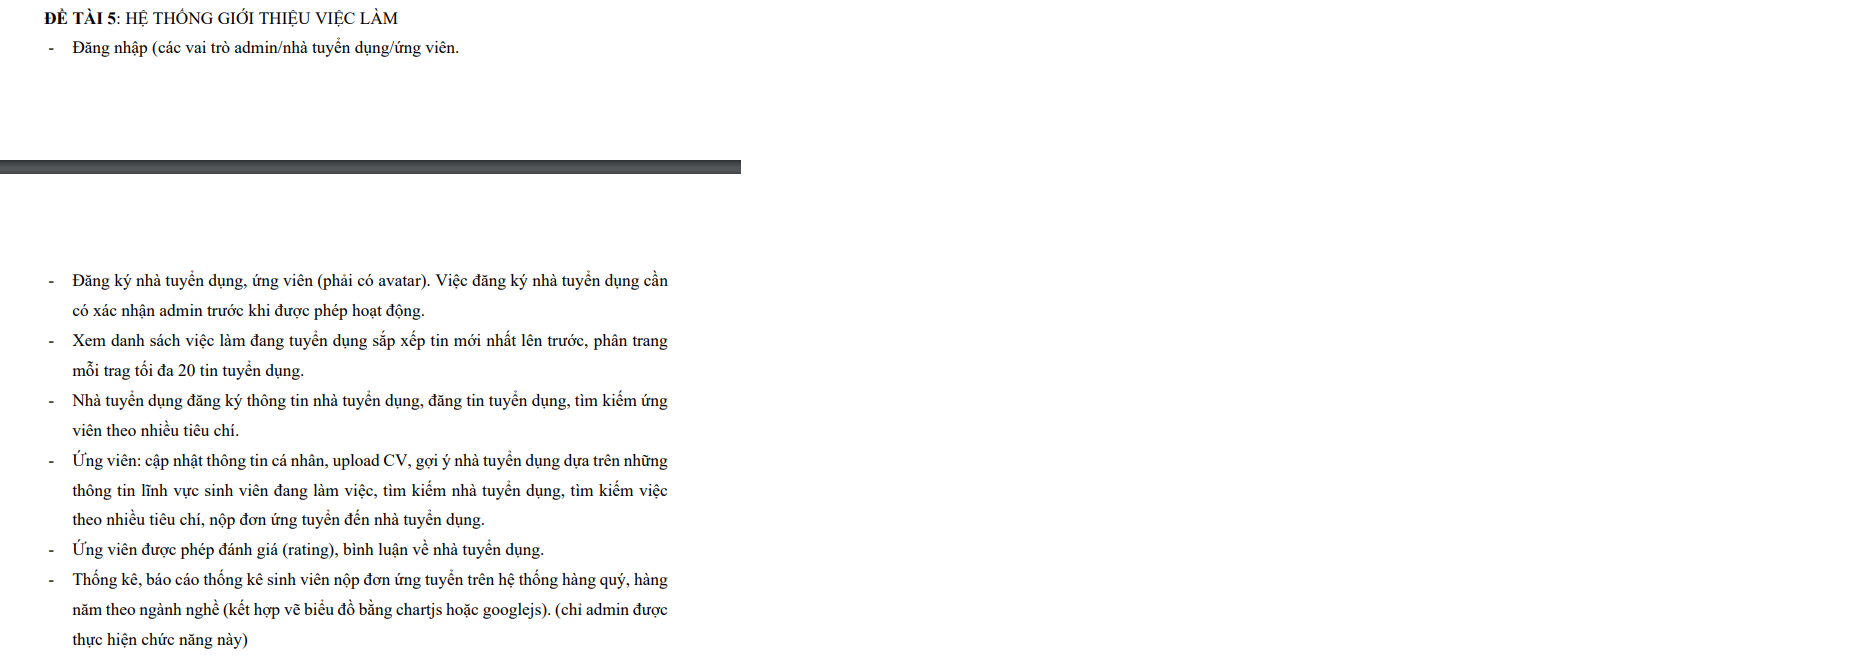 ĐỀ TÀI 5: HỆ THỐNG GIỚI THIỆU VIỆC LÀM
- Đăng nhập (các vai trò admin/nhà tuyển dụng/ứng viên.
- Đăng ký nhà tuyển dụng, ứng viên (phải có avatar). Việc đăng ký nhà tuyển dụng cần
có xác nhận admin trước khi được phép hoạt động.
- Xem danh sách việc làm đang tuyển dụng sắp xếp tin mới nhất lên trước, phân trang
mỗi trag tối đa 20 tin tuyển dụng.
- Nhà tuyển dụng đăng ký thông tin nhà tuyển dụng, đăng tin tuyển dụng, tìm kiếm ứng
viên theo nhiều tiêu chí.
- Ứng viên: cập nhật thông tin cá nhân, upload CV, gợi ý nhà tuyển dụng dựa trên những
thông tin lĩnh vực sinh viên đang làm việc, tìm kiếm nhà tuyển dụng, tìm kiếm việc
theo nhiều tiêu chí, nộp đơn ứng tuyển đến nhà tuyển dụng.
- Ứng viên được phép đánh giá (rating), bình luận về nhà tuyển dụng.
- Thống kê, báo cáo thống kê sinh viên nộp đơn ứng tuyển trên hệ thống hàng quý, hàng
năm theo ngành nghề (kết hợp vẽ biểu đồ bằng chartjs hoặc googlejs). (chỉ admin được
thực hiện chức năng này)